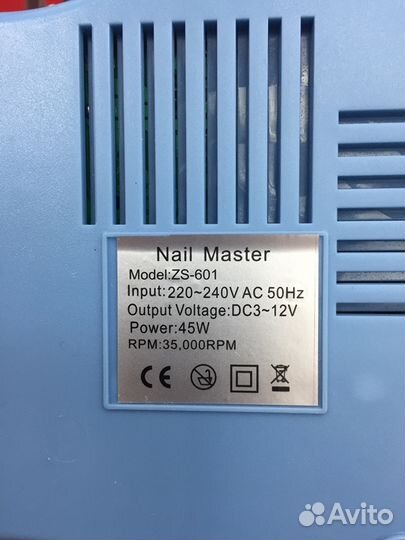 Nail Master
Model:ZS-601
Input:220~240V AC 50Hz
Output Voltage:DC3~12V
Power:45W
RPM:35,000RPM
CE
Avito